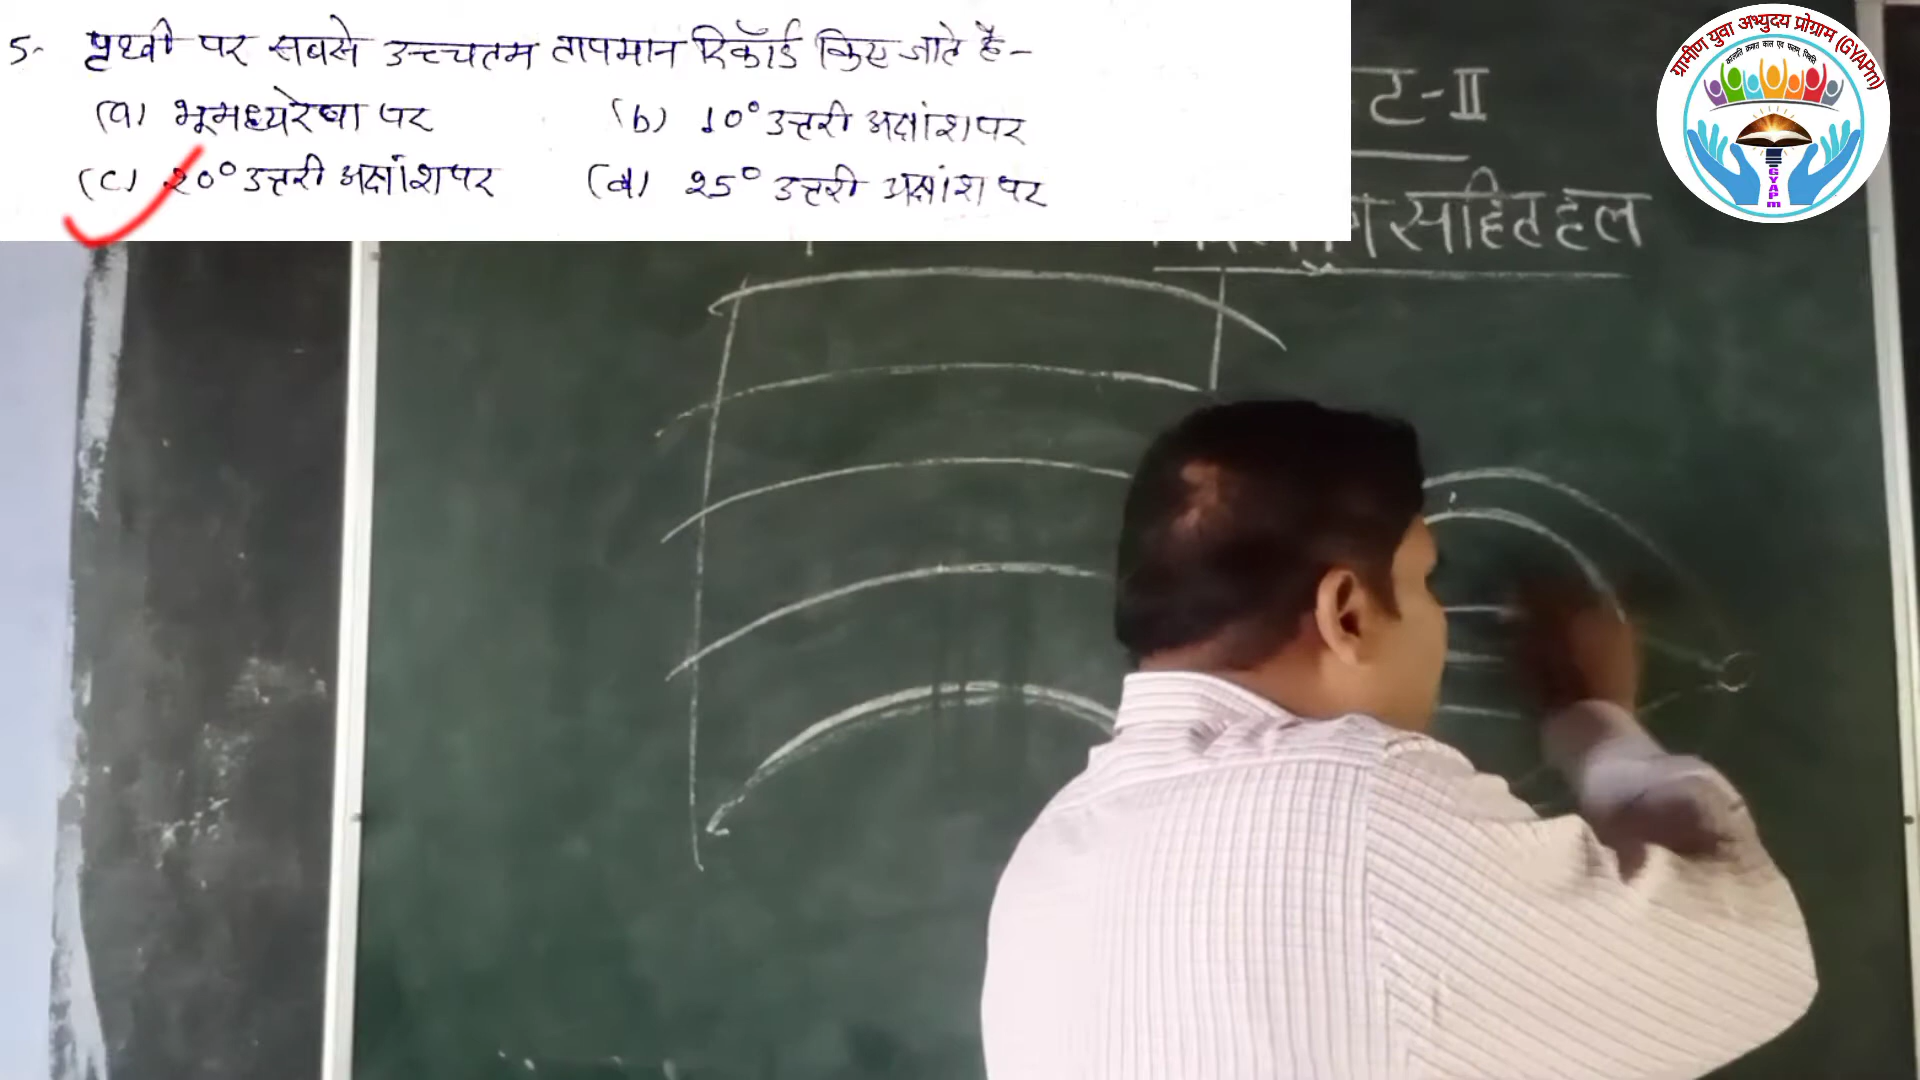 5- पृथ्वी पर सबसे उच्चतम तापमान रिकॉर्ड किए जाते है-
(a) भूमध्यरेखा पर (b) 10° उत्तरी अक्षांश पर
(c) 20° उत्तरी अक्षांश पर (d) 25° उत्तरी अक्षांश पर
ट-II
सहित हल
ग्रामीण युवा अभ्युदय प्रोग्राम (GYAPm)
GYAPm